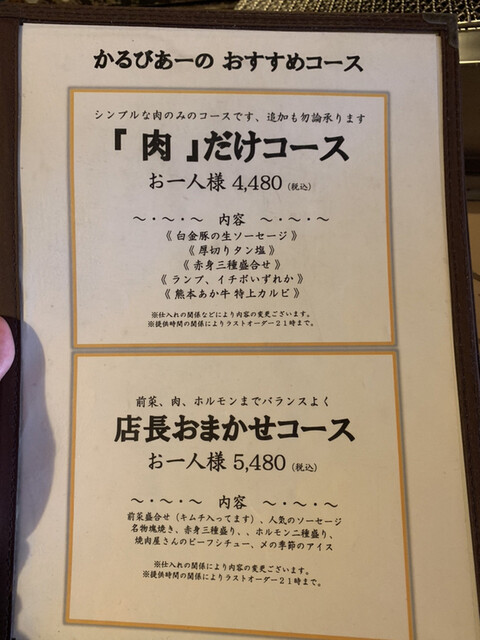 かるびあーの おすすめコース
シンプルな肉のみのコースです、追加も勿論承ります
『 肉 』だけコース
お一人様 4,480 (税込)
～・～・～ 内容 ～・～・～
《 白金豚の生ソーセージ 》
《 厚切りタン塩 》
《 赤身三種盛合せ 》
《 ランプ、イチボいずれか 》
《 熊本あか牛 特上カルビ 》
※仕入れの関係などにより内容の変更ございます。
※提供時間の関係によりラストオーダー２１時まで。
前菜、肉、ホルモンまでバランスよく
店長おまかせコース
お一人様 5,480 (税込)
～・～・～ 内容 ～・～・～
前菜盛合せ（キムチ入ってます）、人気のソーセージ
名物塊焼き、赤身三種盛り、、ホルモン二種盛り、
焼肉屋さんのビーフシチュー、〆の季節のアイス
※仕入れの関係により内容の変更ございます。
※提供時間の関係によりラストオーダー２１時まで。